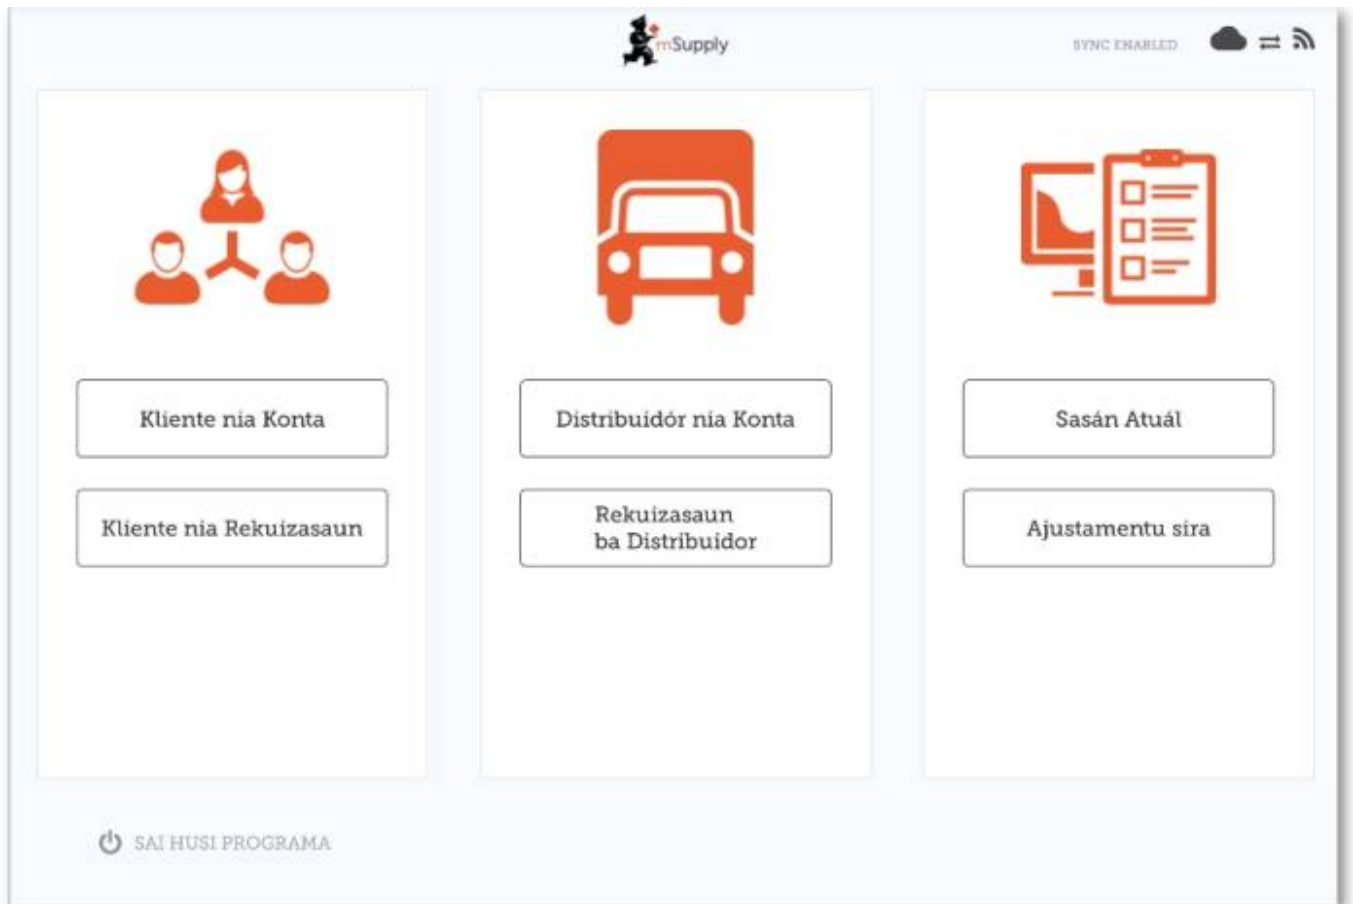 mSupply
SYNC ENABLED
Kliente nia Konta
Kliente nia Rekuizasaun
Distribuidór nia Konta
Rekuizasaun
ba Distribuidor
Sasán Atuál
Ajustamentu sira
SAI HUSI PROGRAMA